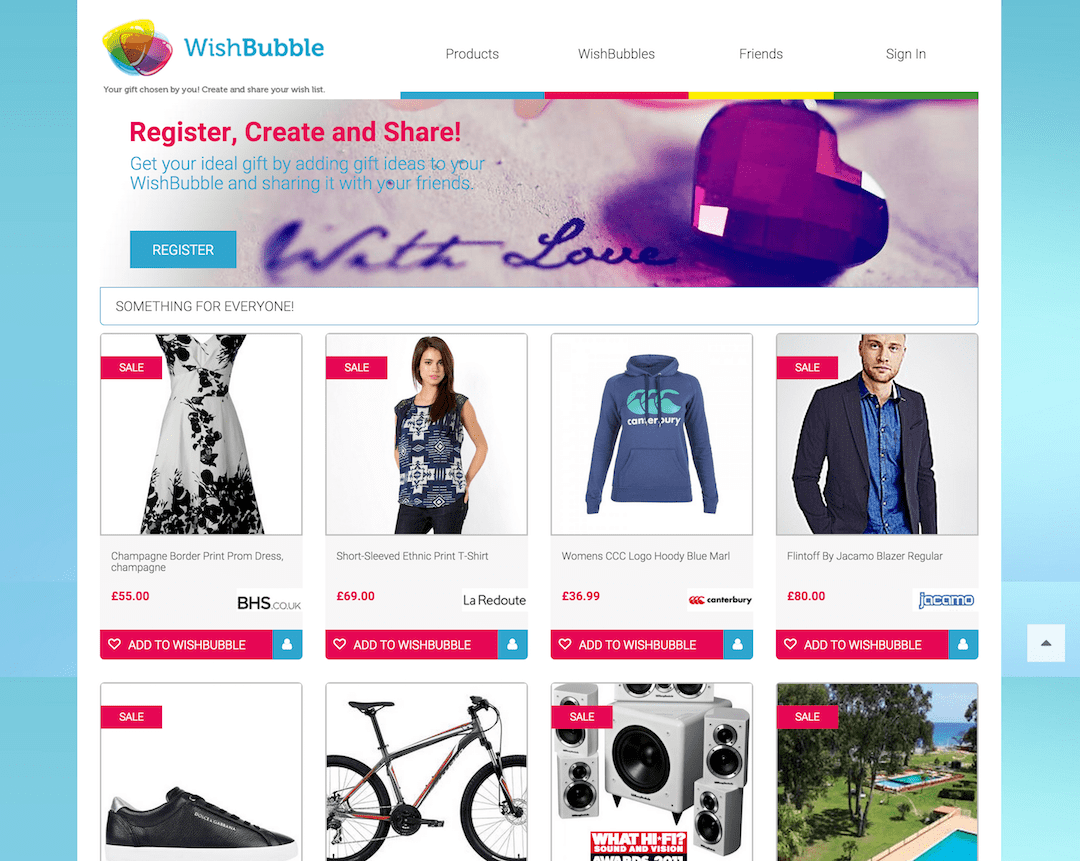 WishBubble
Your gift chosen by you! Create and share your wish list.
Products
WishBubbles
Friends
Sign In
Register, Create and Share!
Get your ideal gift by adding gift ideas to your
WishBubble and sharing it with your friends.
REGISTER
With Love
SOMETHING FOR EVERYONE!
SALE
SALE
canterbury
SALE
Champagne Border Print Prom Dress,
champagne
£55.00
BHS.CO.UK
ADD TO WISHBUBBLE
Short-Sleeved Ethnic Print T-Shirt
£69.00
La Redoute
ADD TO WISHBUBBLE
Womens CCC Logo Hoody Blue Marl
£36.99
canterbury
ADD TO WISHBUBBLE
Flintoff By Jacamo Blazer Regular
£80.00
jacamo
ADD TO WISHBUBBLE
SALE
DOLCE & GABBANA
SALE
WHAT HI-FI?
SOUND AND VISION
AWARDS 2011
SALE